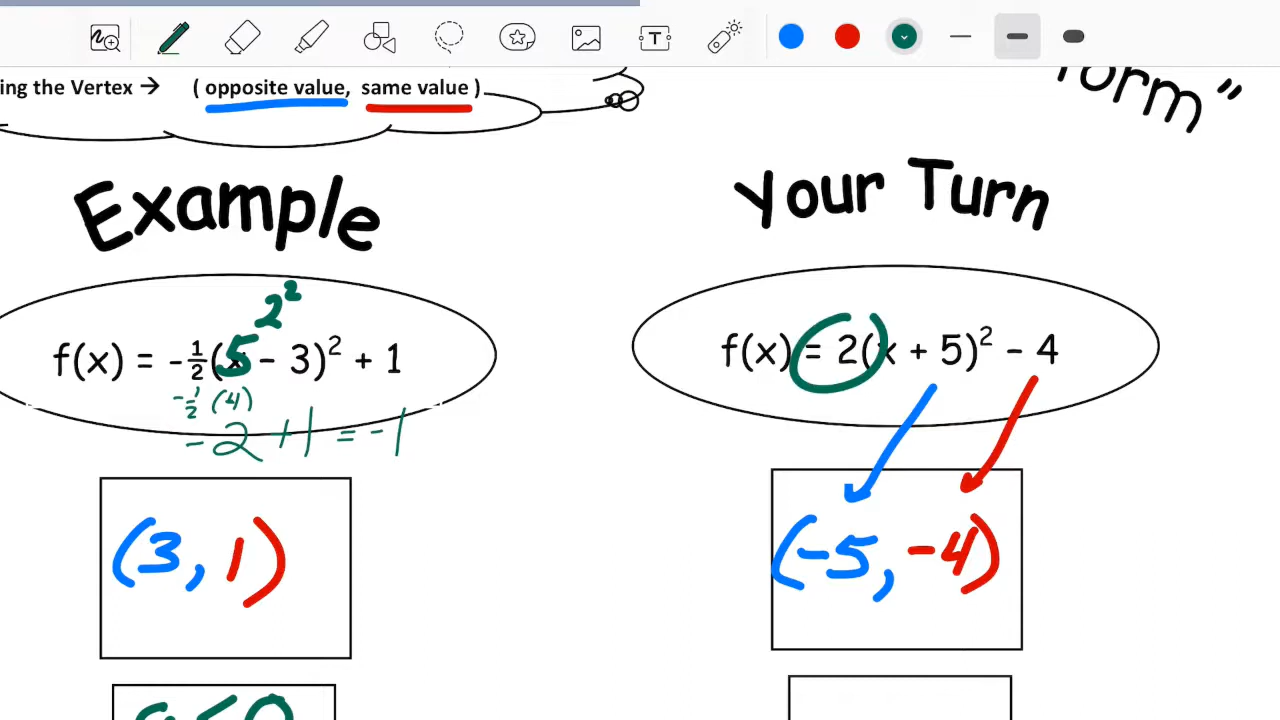 ing the Vertex → ( opposite value, same value )
form"
Example
Your Turn
2²
f(x) = -½(x - 3)² + 1
5
-½ (4)
-2 + 1 = -1
f(x) = 2(x + 5)² - 4
(3, 1)
(-5, -4)
a < 0
T